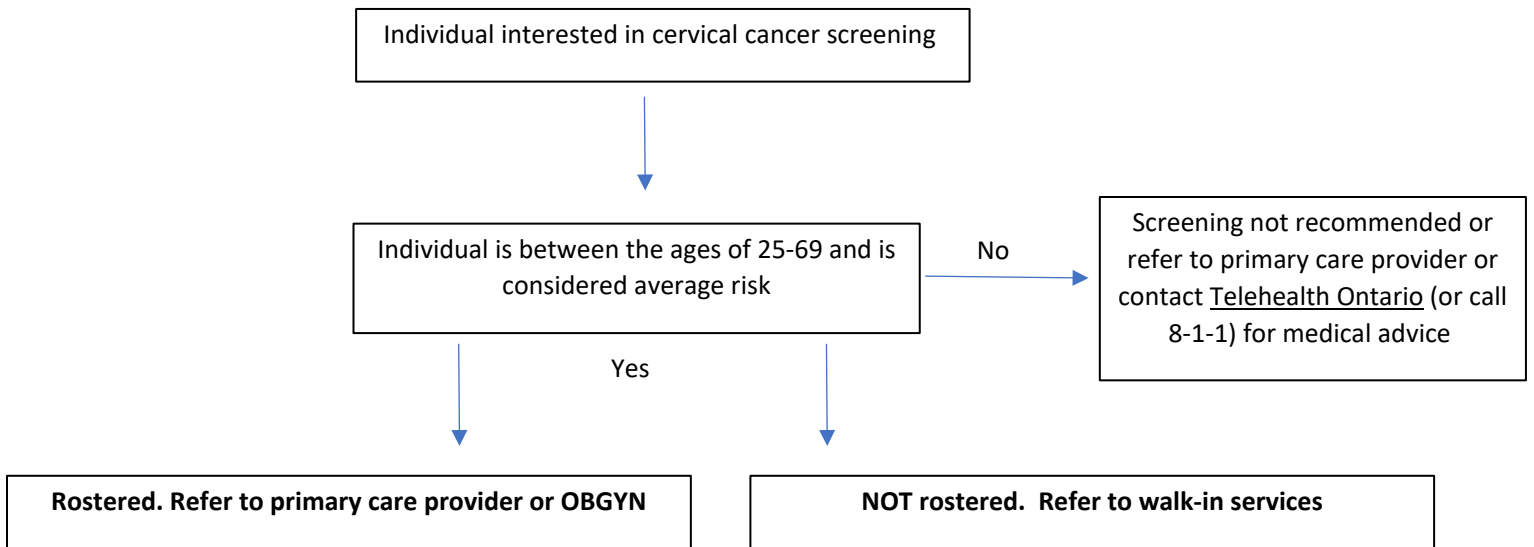 Individual interested in cervical cancer screening
Individual is between the ages of 25-69 and is
considered average risk
No
Screening not recommended or
refer to primary care provider or
contact Telehealth Ontario (or call
8-1-1) for medical advice
Yes
Rostered. Refer to primary care provider or OBGYN
NOT rostered.  Refer to walk-in services